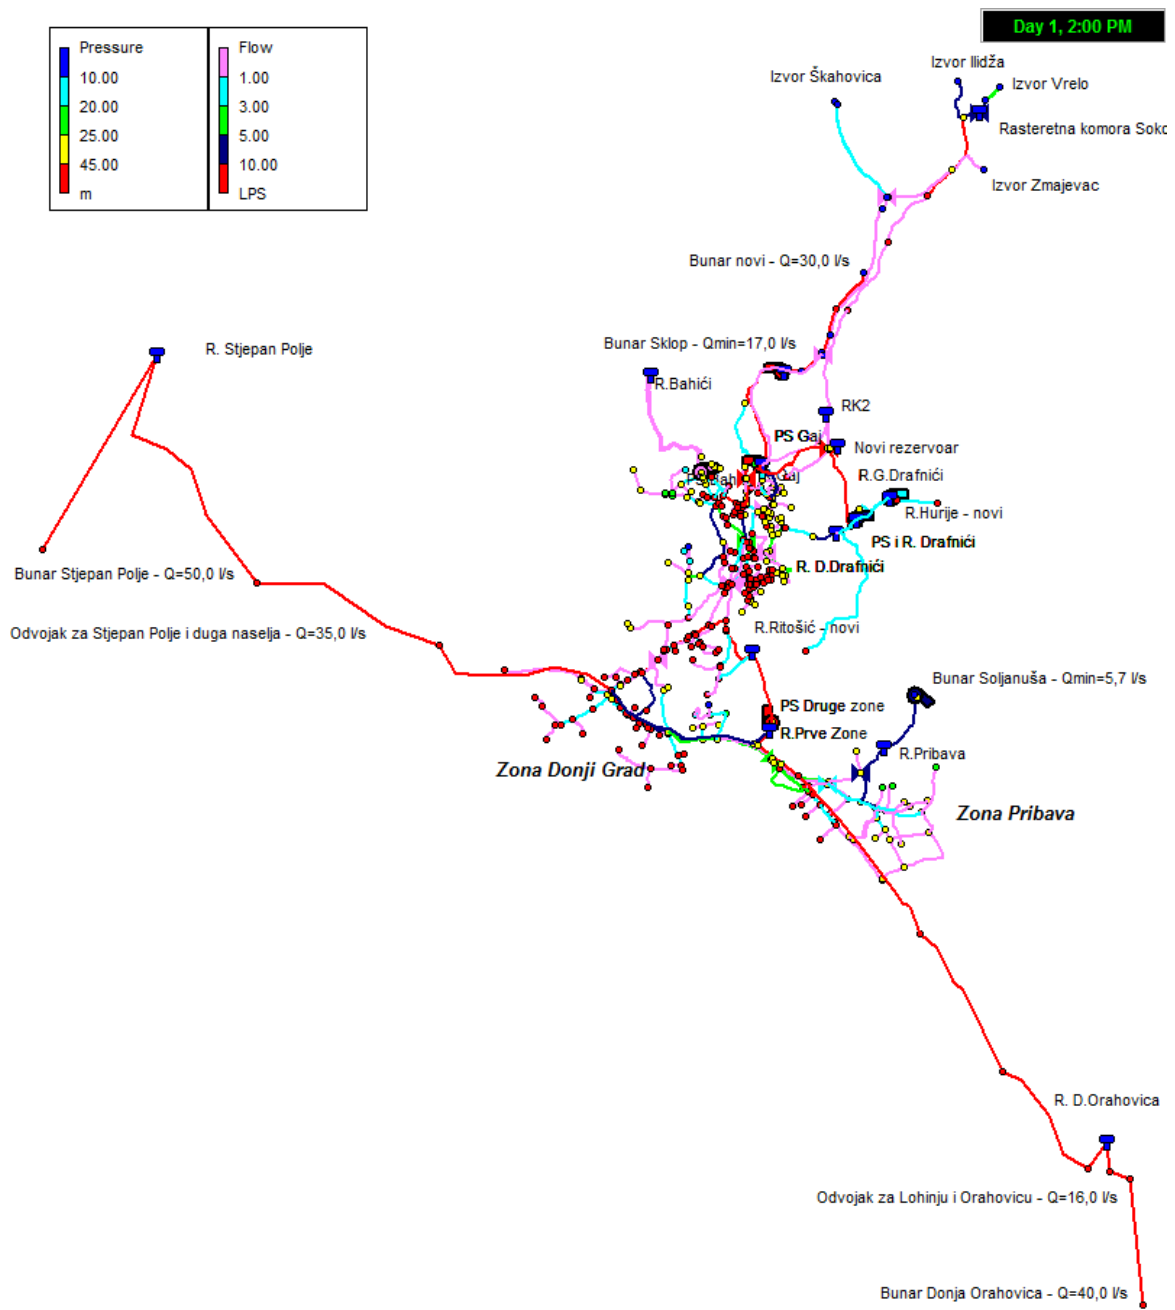 Day 1, 2:00 PM
Pressure
10.00
20.00
25.00
45.00
m
Flow
1.00
3.00
5.00
10.00
LPS
Izvor Ilidža
Izvor Škahovica
Izvor Vrelo
Rasteretna komora Soko
Izvor Zmajevac
Bunar novi - Q=30,0 l/s
Bunar Sklop - Qmin=17,0 l/s
R. Stjepan Polje
R.Bahići
RK2
PS Gaj
Novi rezervoar
R.G.Drafnići
R.Hurije - novi
PS i R. Drafnići
R. D.Drafnići
Bunar Stjepan Polje - Q=50,0 l/s
Odvojak za Stjepan Polje i duga naselja - Q=35,0 l/s
R.Ritošić - novi
Bunar Soljanuša - Qmin=5,7 l/s
PS Druge zone
R.Prve Zone
R.Pribava
Zona Donji Grad
Zona Pribava
R. D.Orahovica
Odvojak za Lohinju i Orahovicu - Q=16,0 l/s
Bunar Donja Orahovica - Q=40,0 l/s